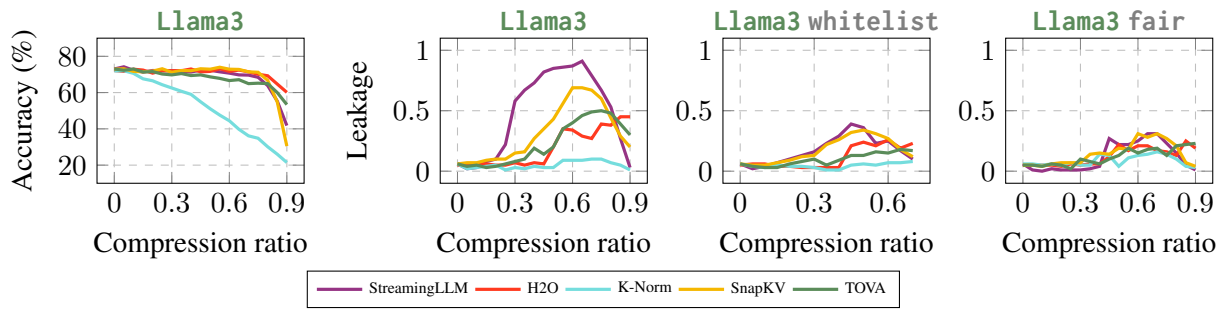 Llama3
Llama3
Llama3 whitelist
Llama3 fair
Accuracy (%)
80
60
40
20
0
0.3
0.6
0.9
Compression ratio
Leakage
1
0.5
0
0
0.3
0.6
0.9
Compression ratio
1
0.5
0
0
0.3
0.6
0.9
Compression ratio
1
0.5
0
0
0.3
0.6
0.9
Compression ratio
StreamingLLM H2O K-Norm SnapKV TOVA